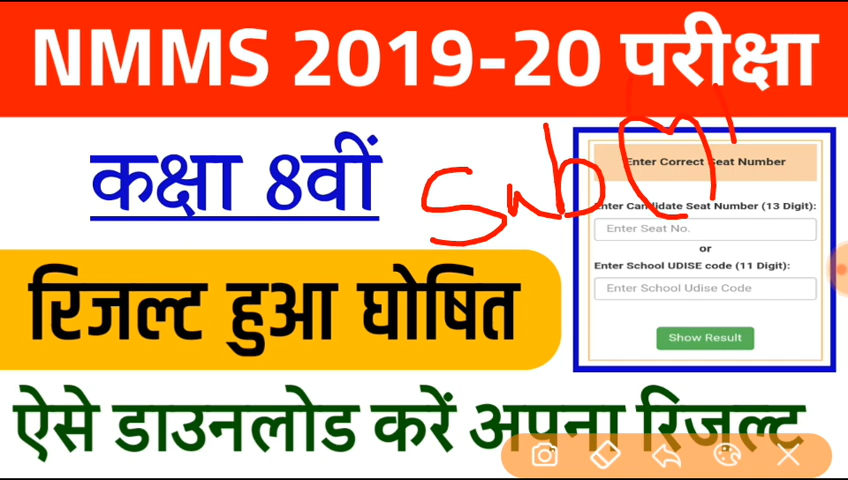 NMMS 2019-20 परीक्षा
कक्षा 8वीं
Sub
Enter Correct Seat Number
Enter Candidate Seat Number (13 Digit):
Enter Seat No.
or
Enter School UDISE code (11 Digit):
Enter School Udise Code
Show Result
रिजल्ट हुआ घोषित
ऐसे डाउनलोड करें अपना रिजल्ट